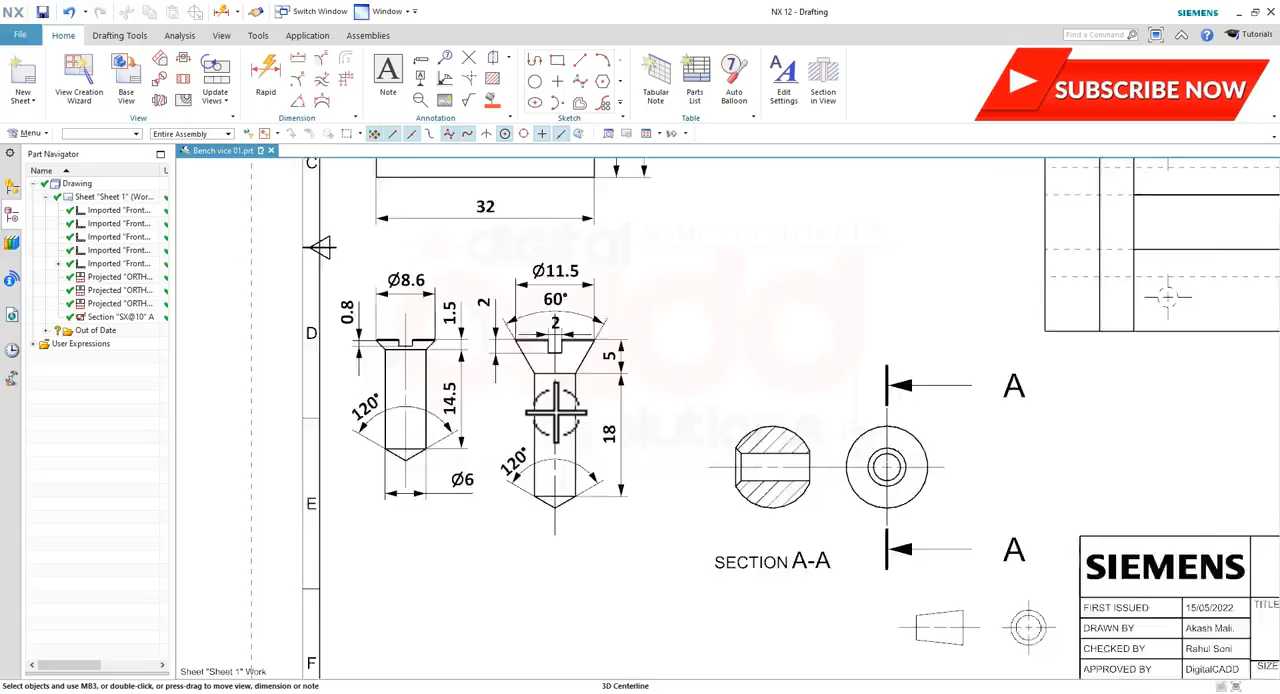 NX
Switch Window
Window
NX 12 - Drafting
SIEMENS
File
Home
Drafting Tools
Analysis
View
Tools
Application
Assemblies
Find a Command
Tutorials
New
Sheet
View Creation
Wizard
Base
View
Update
Views
View
Rapid
Dimension
A
Note
Annotation
Sketch
Tabular
Note
Parts
List
7
Auto
Balloon
Table
Edit
Settings
Section
in View
SUBSCRIBE NOW
Menu
Entire Assembly
Part Navigator
Bench vice 01.prt
Name
Drawing
Sheet "Sheet 1" (Wor...
Imported "Front...
Imported "Front...
Imported "Front...
Imported "Front...
Imported "Front...
Projected "ORTH...
Projected "ORTH...
Projected "ORTH...
Section "SX@10" A
Out of Date
User Expressions
C
32
digital
cadd
solutions
D
Ø8.6
0.8
1.5
120°
14.5
Ø6
Ø11.5
60°
2
2
5
18
120°
A
A
E
SECTION A-A
F
SIEMENS
FIRST ISSUED
15/05/2022
DRAWN BY
Akash Mali.
CHECKED BY
Rahul Soni
APPROVED BY
DigitalCADD
TITLE
SIZE
Sheet "Sheet 1" Work
Select objects and use MB3, or double-click, or press-drag to move view, dimension or note
3D Centerline